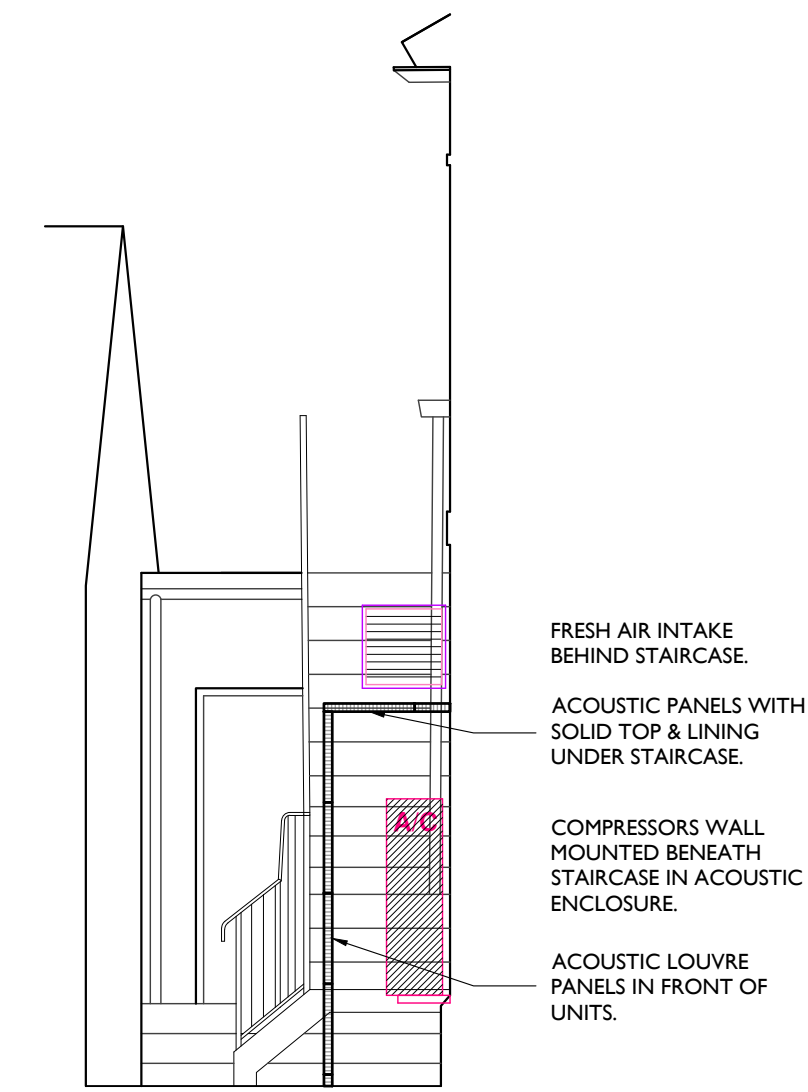 FRESH AIR INTAKE
BEHIND STAIRCASE.
ACOUSTIC PANELS WITH
SOLID TOP & LINING
UNDER STAIRCASE.
A/C
COMPRESSORS WALL
MOUNTED BENEATH
STAIRCASE IN ACOUSTIC
ENCLOSURE.
ACOUSTIC LOUVRE
PANELS IN FRONT OF
UNITS.